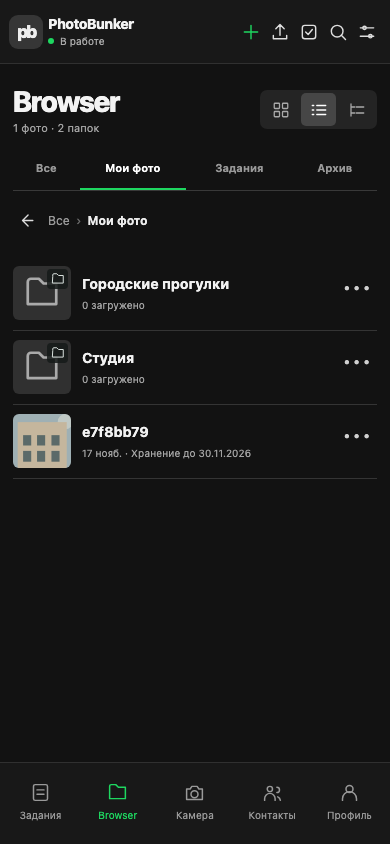 pb
PhotoBunker
В работе
Browser
1 фото · 2 папок
Все
Мои фото
Задания
Архив
Все › Мои фото
Городские прогулки
0 загружено
Студия
0 загружено
e7f8bb79
17 нояб. · Хранение до 30.11.2026
Задания
Browser
Камера
Контакты
Профиль